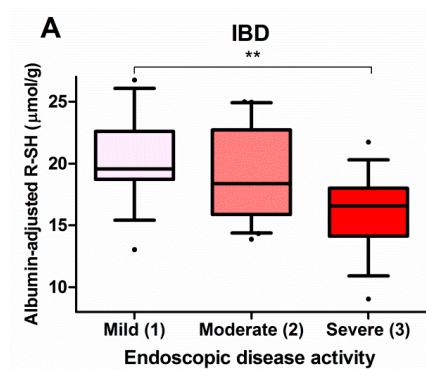 A
IBD
**
Albumin-adjusted R-SH (μmol/g)
25
20
15
10
Mild (1) Moderate (2) Severe (3)
Endoscopic disease activity